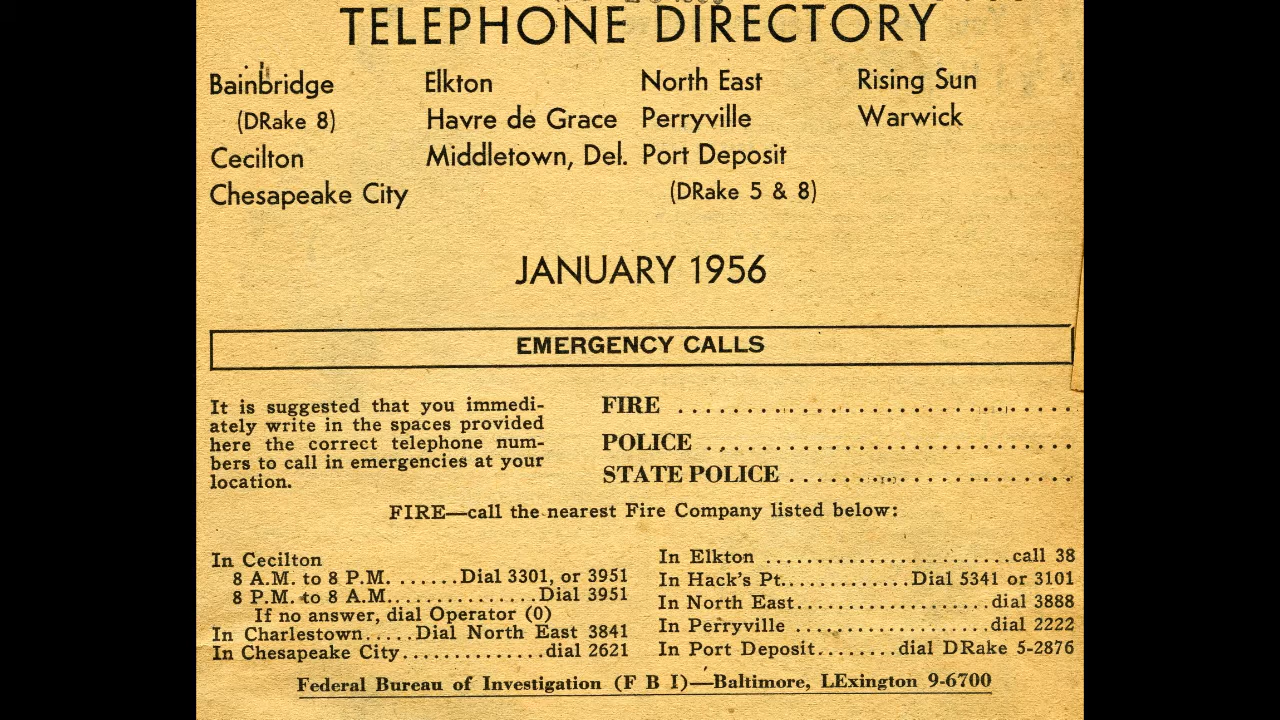 TELEPHONE DIRECTORY
Bainbridge Elkton North East Rising Sun
(DRake 8) Havre de Grace Perryville Warwick
Cecilton Middletown, Del. Port Deposit
Chesapeake City (DRake 5 & 8)
JANUARY 1956
EMERGENCY CALLS
It is suggested that you immedi-
ately write in the spaces provided
here the correct telephone num-
bers to call in emergencies at your
location.
FIRE ........................................
POLICE .....................................
STATE POLICE .............................
FIRE—call the nearest Fire Company listed below:
In Cecilton
8 A.M. to 8 P.M. ......Dial 3301, or 3951
8 P.M. to 8 A.M...............Dial 3951
If no answer, dial Operator (0)
In Charlestown.....Dial North East 3841
In Chesapeake City..............dial 2621
In Elkton ........................call 38
In Hack's Pt.............Dial 5341 or 3101
In North East...................dial 3888
In Perryville ...................dial 2222
In Port Deposit........dial DRake 5-2876
Federal Bureau of Investigation (F B I)—Baltimore, LExington 9-6700